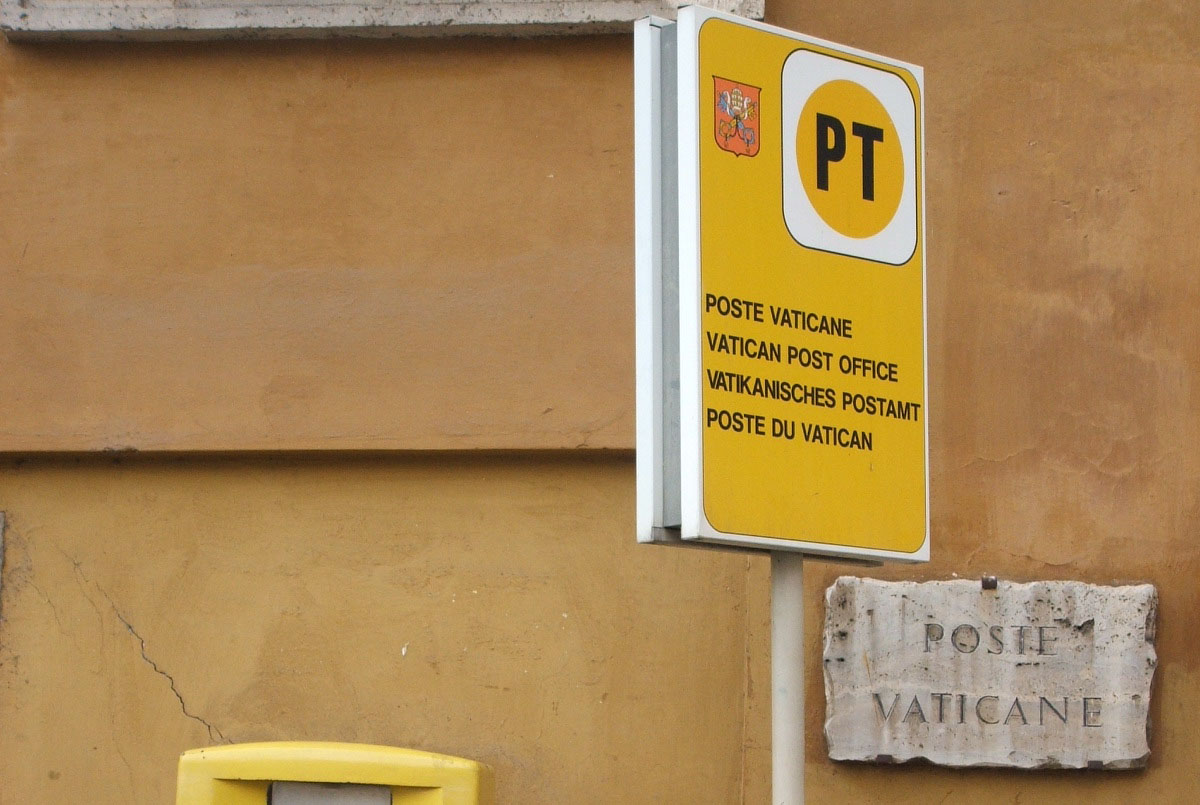 PT
POSTE VATICANE
VATICAN POST OFFICE
VATIKANISCHES POSTAMT
POSTE DU VATICAN
POSTE
VATICANE